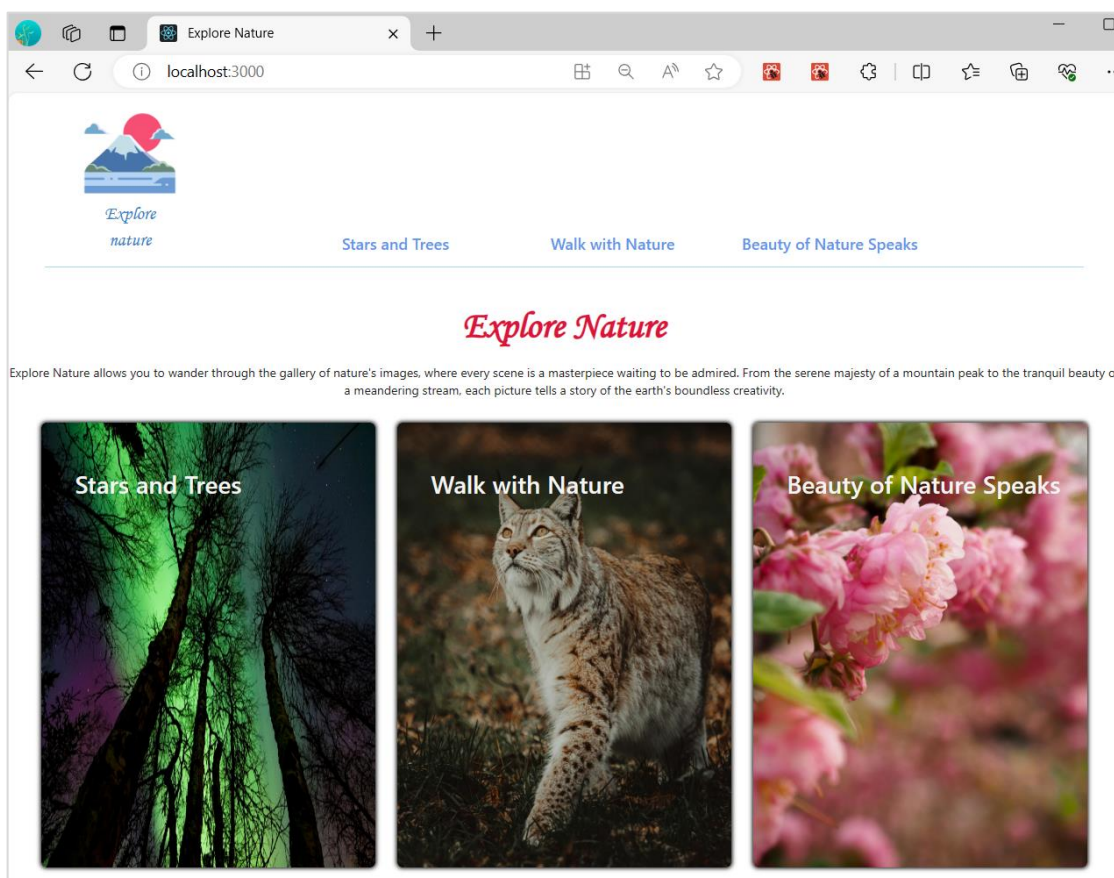 Explore Nature
localhost:3000
Explore
nature
Stars and Trees Walk with Nature Beauty of Nature Speaks
Explore Nature
Explore Nature allows you to wander through the gallery of nature's images, where every scene is a masterpiece waiting to be admired. From the serene majesty of a mountain peak to the tranquil beauty o
a meandering stream, each picture tells a story of the earth's boundless creativity.
Stars and Trees Walk with Nature Beauty of Nature Speaks